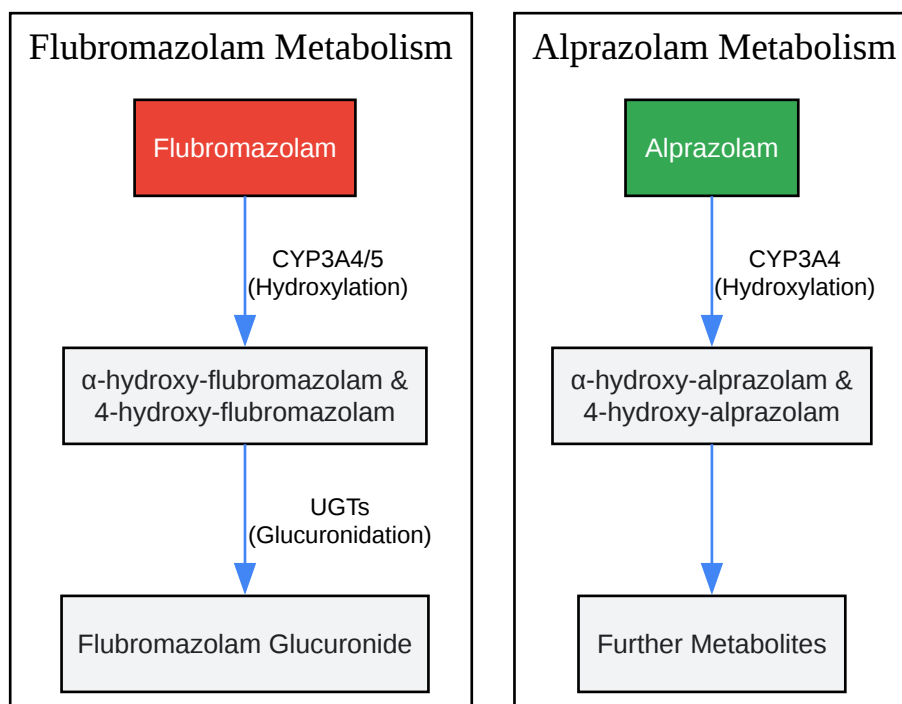 Flubromazolam Metabolism
Flubromazolam
CYP3A4/5
(Hydroxylation)
α-hydroxy-flubromazolam &
4-hydroxy-flubromazolam
UGTs
(Glucuronidation)
Flubromazolam Glucuronide
Alprazolam Metabolism
Alprazolam
CYP3A4
(Hydroxylation)
α-hydroxy-alprazolam &
4-hydroxy-alprazolam
Further Metabolites